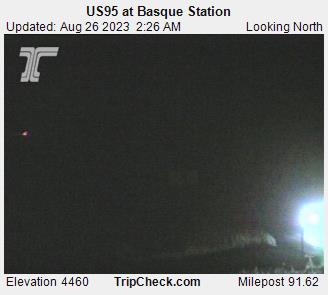 US95 at Basque Station
Updated: Aug 26 2023 2:26 AM Looking North
Elevation 4460 TripCheck.com Milepost 91.62